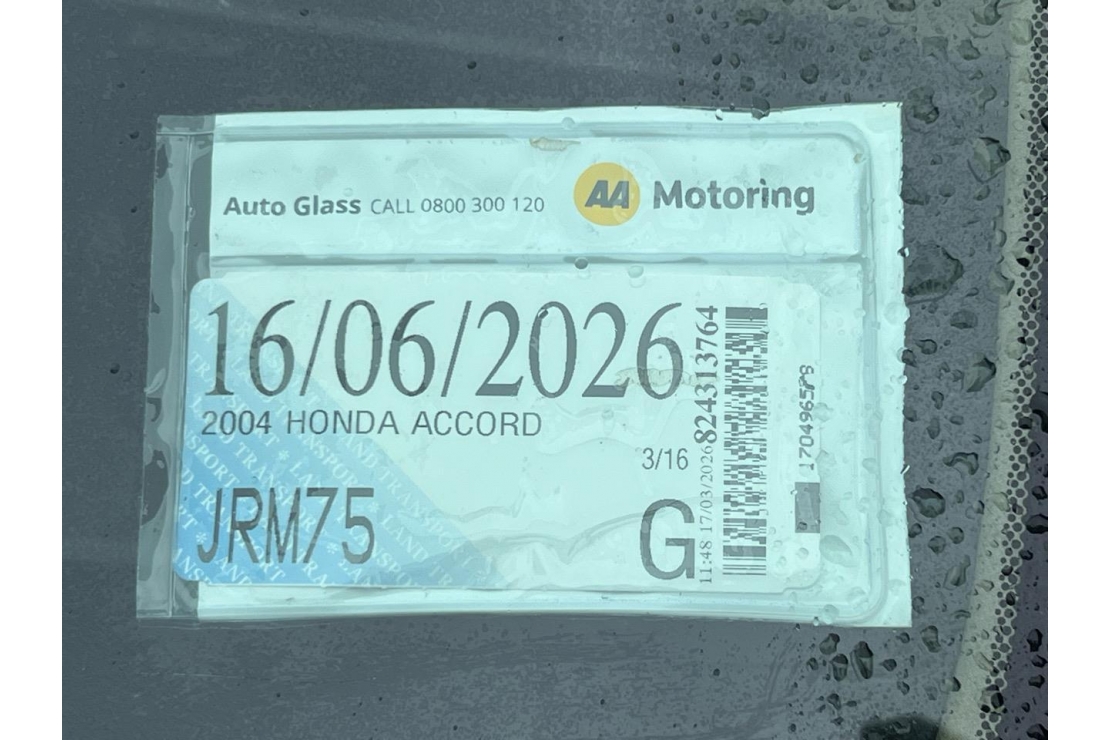 Auto Glass CALL 0800 300 120
AA Motoring
16/06/2026
2004 HONDA ACCORD
3/16
JRM75
G
11:48 17/03/2026
824313764